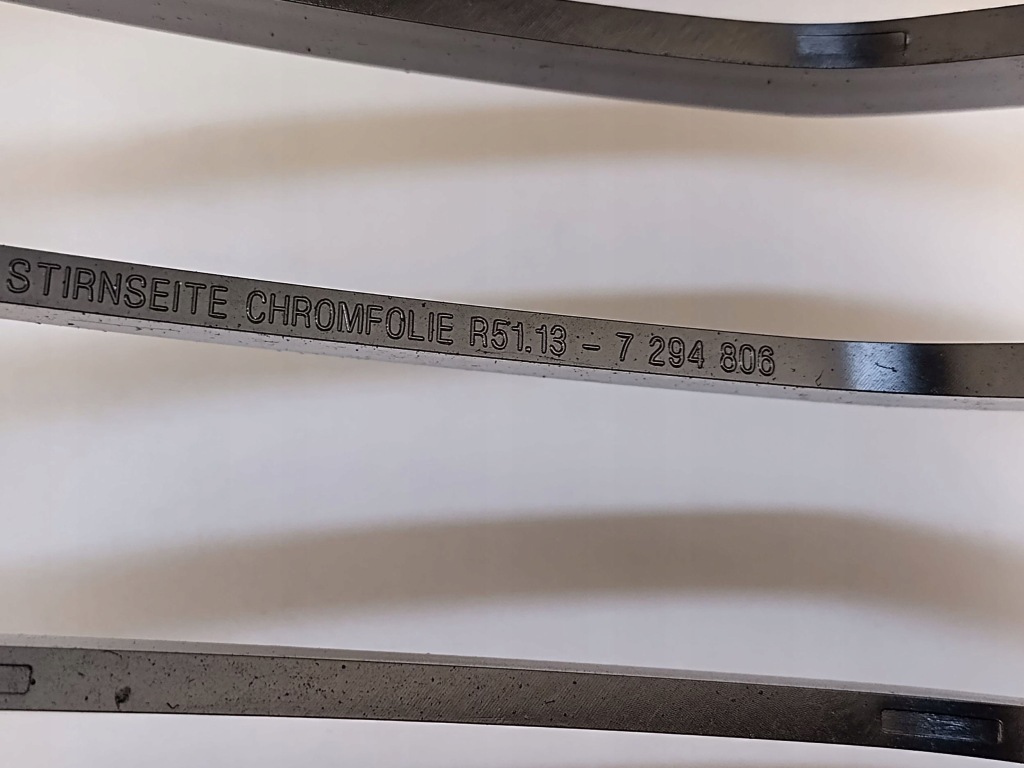 STIRNSEITE CHROMFOLIE R51.13 – 7 294 806